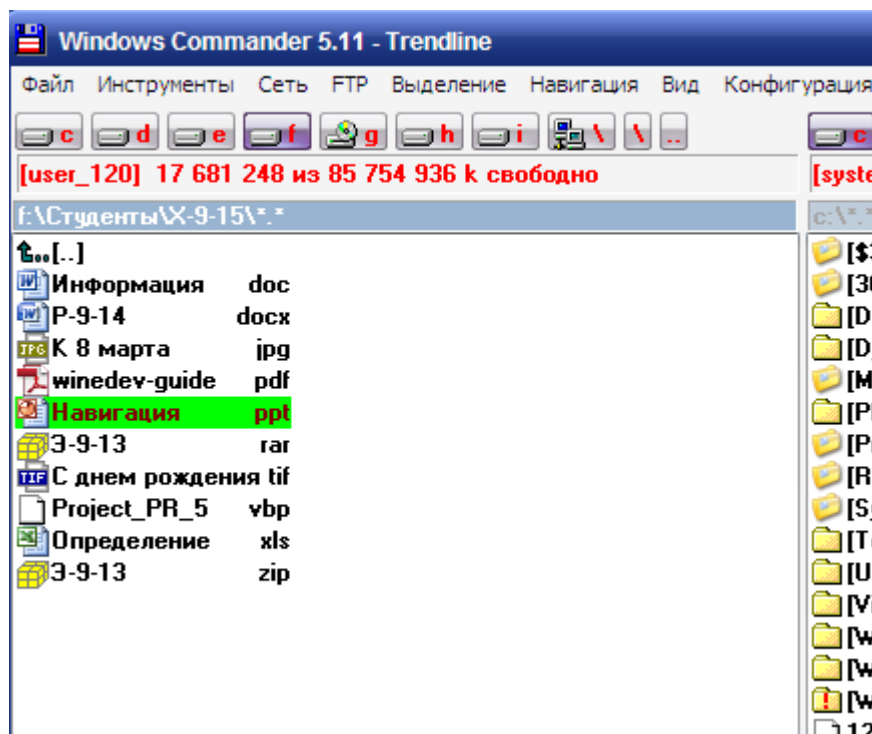 Windows Commander 5.11 - Trendline
Файл Инструменты Сеть FTP Выделение Навигация Вид Конфигурация
c d e f g h i \ \ .. c
[user_120] 17 681 248 из 85 754 936 k свободно
f:\Студенты\X-9-15\*.* c:\*.*
[..]
Информация doc
Р-9-14 docx
К 8 марта jpg
winedev-guide pdf
Навигация ppt
Э-9-13 rar
С днем рождения tif
Project_PR_5 vbp
Определение xls
Э-9-13 zip